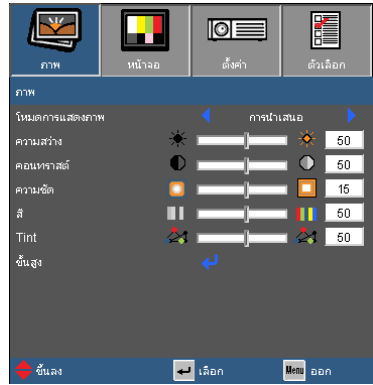 ภาพ หน้าจอ ตั้งค่า ตัวเลือก
ภาพ
โหมดการแสดงภาพ การนำเสนอ
ความสว่าง 50
คอนทราสต์ 50
ความชัด 15
สี 50
Tint 50
ขั้นสูง
ขึ้นลง เลือก Menu ออก